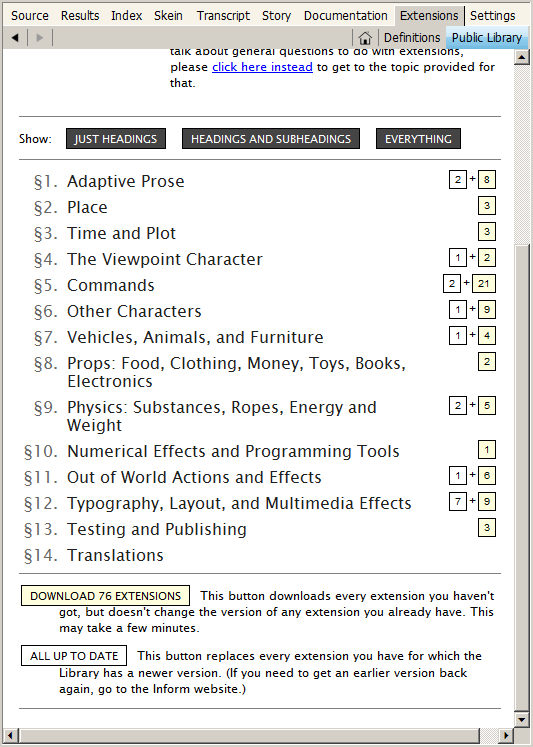 Source Results Index Skein Transcript Story Documentation Extensions Settings
Definitions Public Library
talk about general questions to do with extensions,
please click here instead to get to the topic provided for
that.
Show: JUST HEADINGS HEADINGS AND SUBHEADINGS EVERYTHING
§1. Adaptive Prose 2 + 8
§2. Place 3
§3. Time and Plot 3
§4. The Viewpoint Character 1 + 2
§5. Commands 2 + 21
§6. Other Characters 1 + 9
§7. Vehicles, Animals, and Furniture 1 + 4
§8. Props: Food, Clothing, Money, Toys, Books, 2
Electronics
§9. Physics: Substances, Ropes, Energy and 2 + 5
Weight
§10. Numerical Effects and Programming Tools 1
§11. Out of World Actions and Effects 1 + 6
§12. Typography, Layout, and Multimedia Effects 7 + 9
§13. Testing and Publishing 3
§14. Translations
DOWNLOAD 76 EXTENSIONS This button downloads every extension you haven't
got, but doesn't change the version of any extension you already have. This
may take a few minutes.
ALL UP TO DATE This button replaces every extension you have for which the
Library has a newer version. (If you need to get an earlier version back
again, go to the Inform website.)